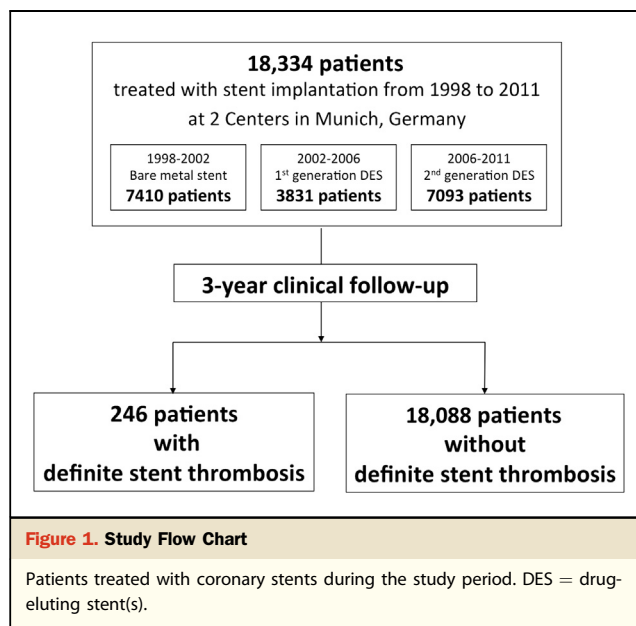 18,334 patients
treated with stent implantation from 1998 to 2011
at 2 Centers in Munich, Germany
1998-2002
Bare metal stent
7410 patients
2002-2006
1st generation DES
3831 patients
2006-2011
2nd generation DES
7093 patients
3-year clinical follow-up
246 patients
with
definite stent thrombosis
18,088 patients
without
definite stent thrombosis
Figure 1. Study Flow Chart
Patients treated with coronary stents during the study period. DES = drug-
eluting stent(s).